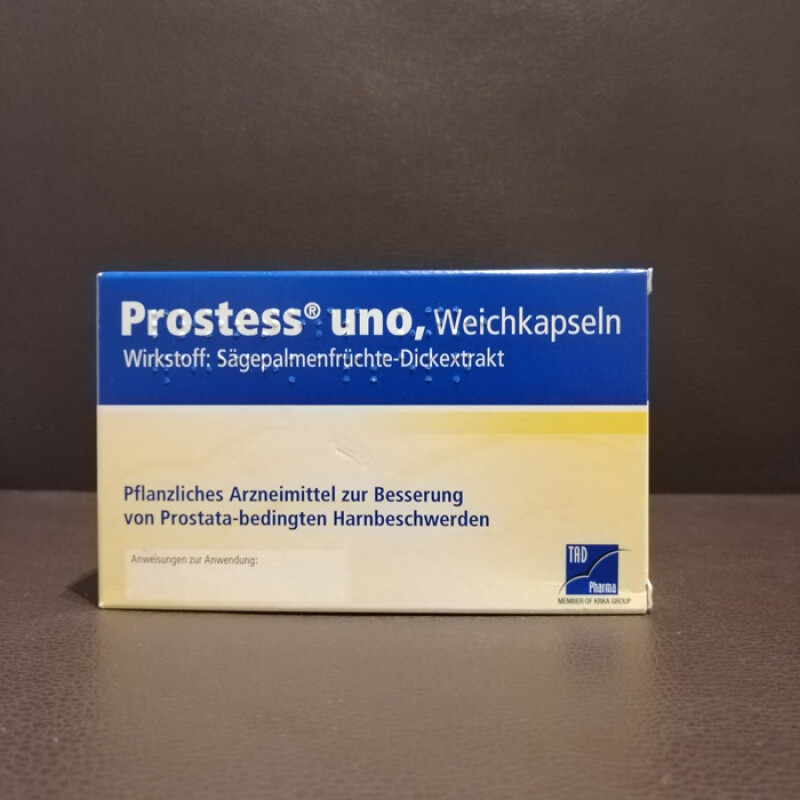 Prostess® uno, Weichkapseln
Wirkstoff: Sägepalmenfrüchte-Dickextrakt
Pflanzliches Arzneimittel zur Besserung
von Prostata-bedingten Harnbeschwerden
Anweisungen zur Anwendung:
TAD
Pharma
MEMBER OF KRKA GROUP